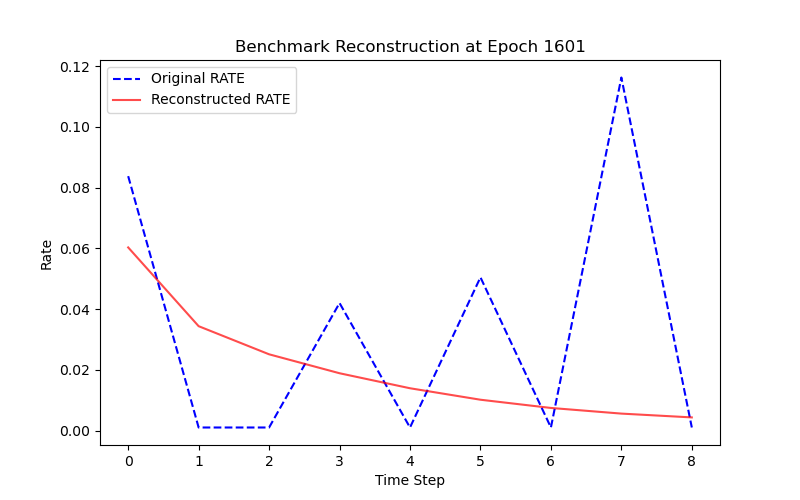 Benchmark Reconstruction at Epoch 1601
Original RATE
Reconstructed RATE
0.12
0.10
0.08
0.06
0.04
0.02
0.00
Rate
0 1 2 3 4 5 6 7 8
Time Step